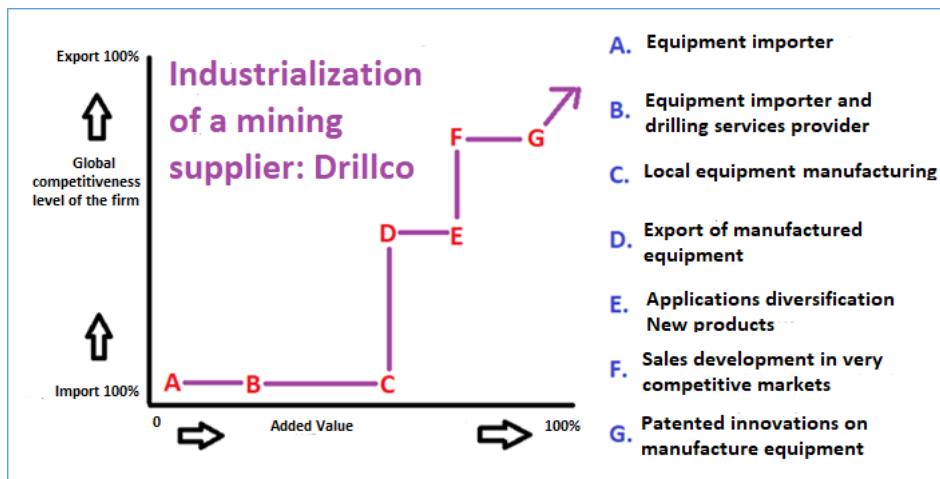 Export 100%
Industrialization
of a mining
supplier: Drillco
Global
competitiveness
level of the firm
Import 100%
A
B
C
D
E
F
G
0
Added Value
100%
A. Equipment importer
B. Equipment importer and
drilling services provider
C. Local equipment manufacturing
D. Export of manufactured
equipment
E. Applications diversification
New products
F. Sales development in very
competitive markets
G. Patented innovations on
manufacture equipment